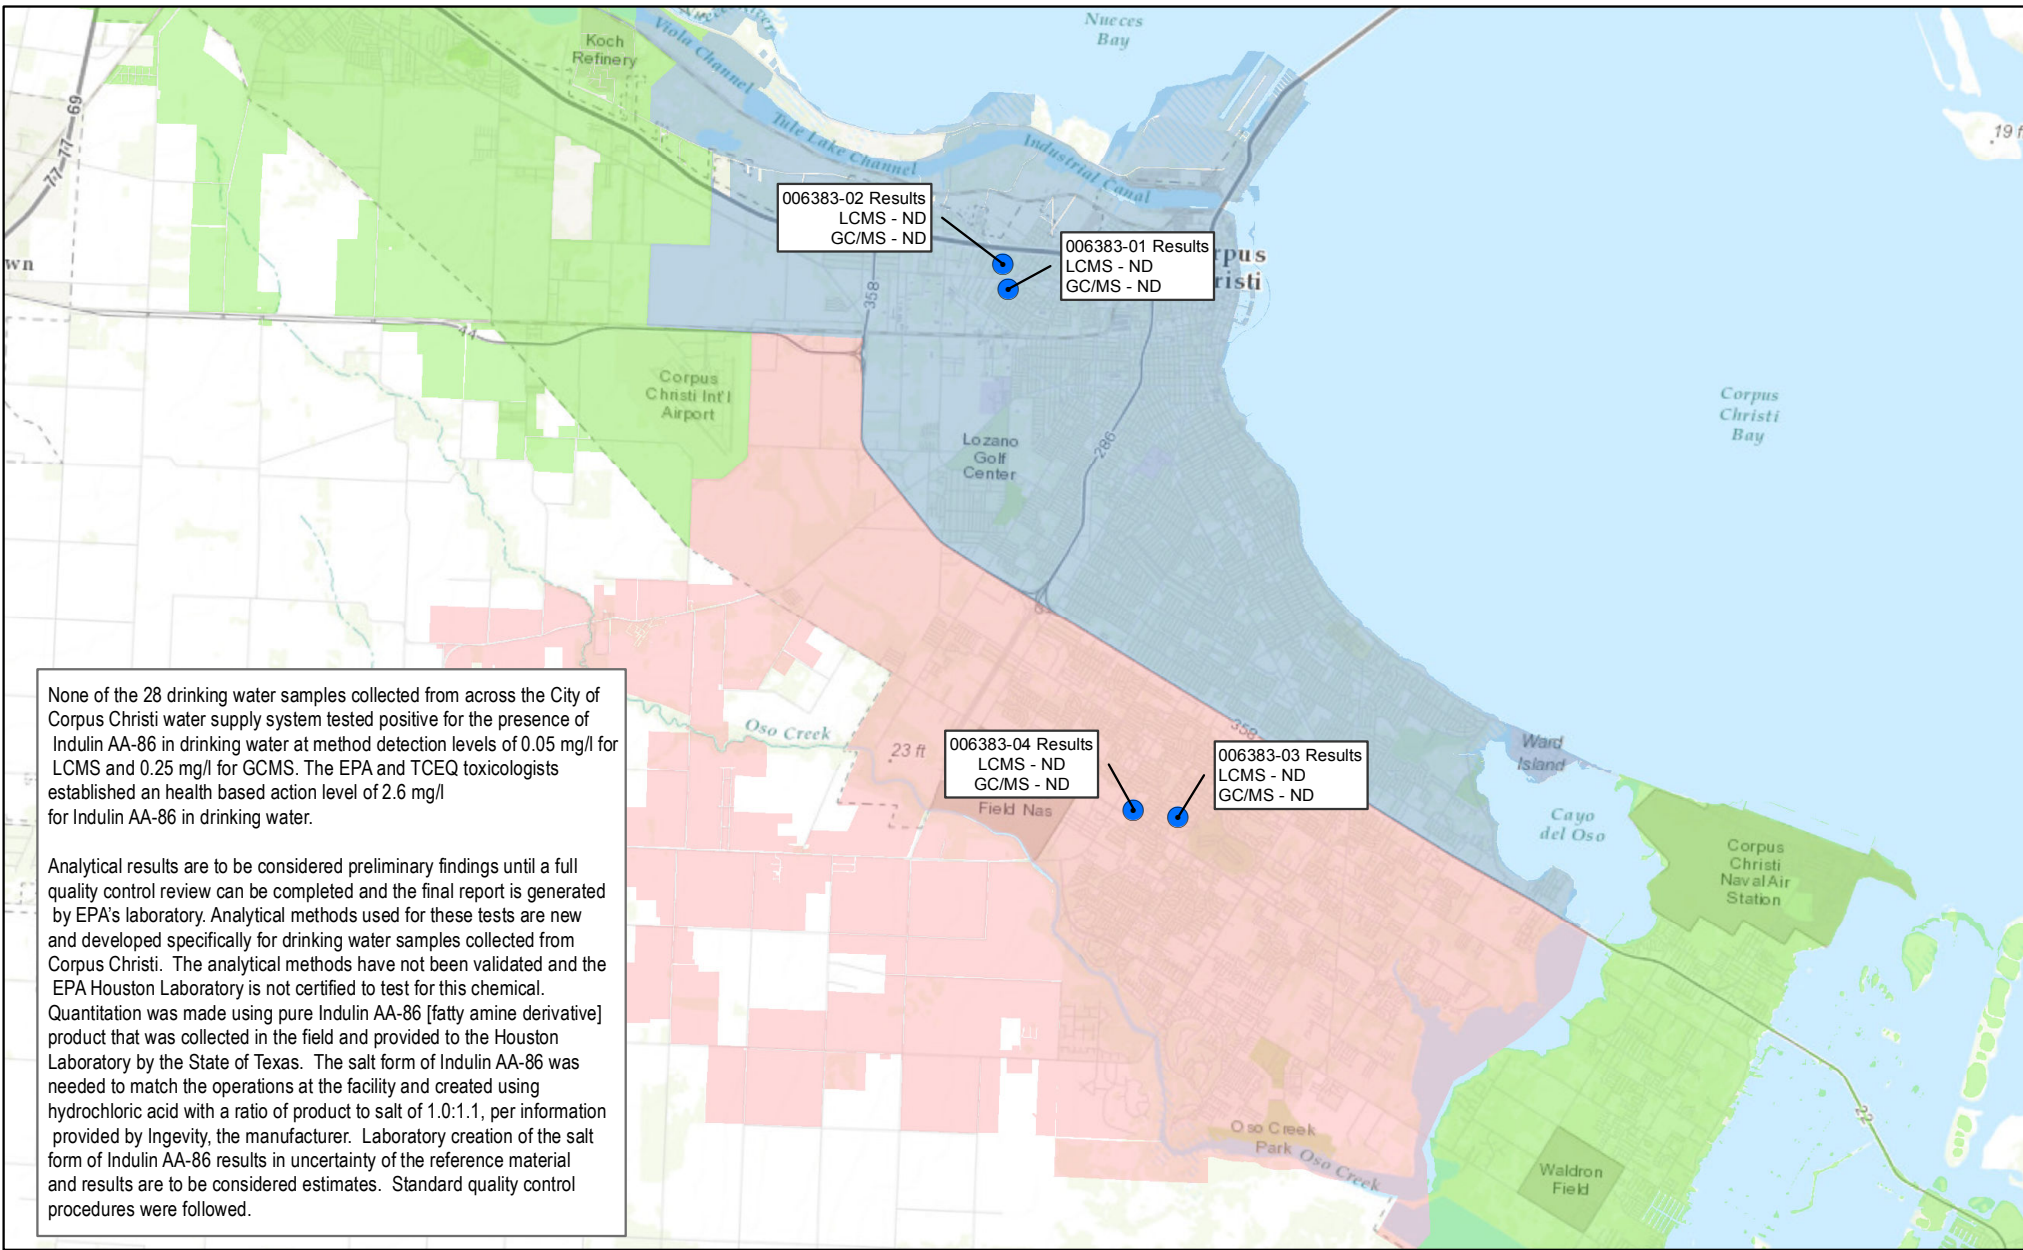 Nueces
Bay
Viola Channel
Koch
Refinery
69
77
77
Tule Lake Channel
Industrial Canal
19 f
006383-02 Results
LCMS - ND
GC/MS - ND
006383-01 Results
LCMS - ND
GC/MS - ND
rpus
risti
wn
358
44
Corpus
Christi Int'l
Airport
Lozano
Golf
Center
286
Corpus
Christi
Bay
None of the 28 drinking water samples collected from across the City of
Corpus Christi water supply system tested positive for the presence of
Indulin AA-86 in drinking water at method detection levels of 0.05 mg/l for
LCMS and 0.25 mg/l for GCMS. The EPA and TCEQ toxicologists
established an health based action level of 2.6 mg/l
for Indulin AA-86 in drinking water.
Analytical results are to be considered preliminary findings until a full
quality control review can be completed and the final report is generated
by EPA's laboratory. Analytical methods used for these tests are new
and developed specifically for drinking water samples collected from
Corpus Christi. The analytical methods have not been validated and the
EPA Houston Laboratory is not certified to test for this chemical.
Quantitation was made using pure Indulin AA-86 [fatty amine derivative]
product that was collected in the field and provided to the Houston
Laboratory by the State of Texas. The salt form of Indulin AA-86 was
needed to match the operations at the facility and created using
hydrochloric acid with a ratio of product to salt of 1.0:1.1, per information
provided by Ingevity, the manufacturer. Laboratory creation of the salt
form of Indulin AA-86 results in uncertainty of the reference material
and results are to be considered estimates. Standard quality control
procedures were followed.
Oso Creek
23 ft
358
006383-04 Results
LCMS - ND
GC/MS - ND
006383-03 Results
LCMS - ND
GC/MS - ND
Field Nas
Ward
Island
Cayo
del Oso
Corpus
Christi
Naval Air
Station
22
Oso Creek
Park
Oso Creek
Waldron
Field